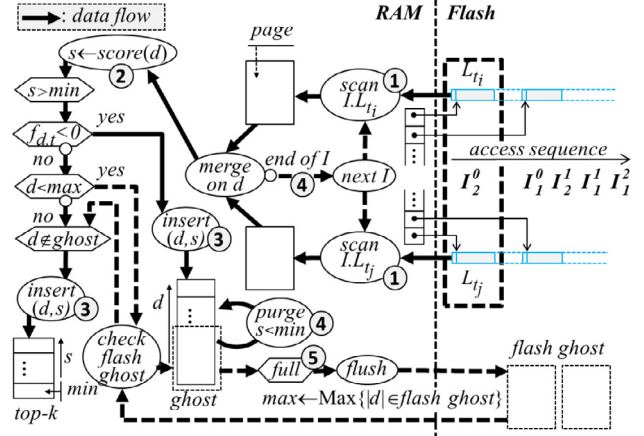 : data flow
RAM
Flash
page
s←score(d)
2
scan
I.L_{t_i}
1
L_{t_i}
s>min
f_{d,t}<0
yes
no
yes
d<max
no
d∉ghost
merge
on d
end of I
4
next I
access sequence
I_2^0 I_1^0 I_2^1 I_1^1 I_1^2
insert
(d,s)
3
scan
I.L_{t_j}
1
L_{t_j}
insert
(d,s)
3
d
purge
s<min
4
check
flash
ghost
s
min
top-k
ghost
full
5
flush
flash ghost
max←Max{|d|∈flash ghost}